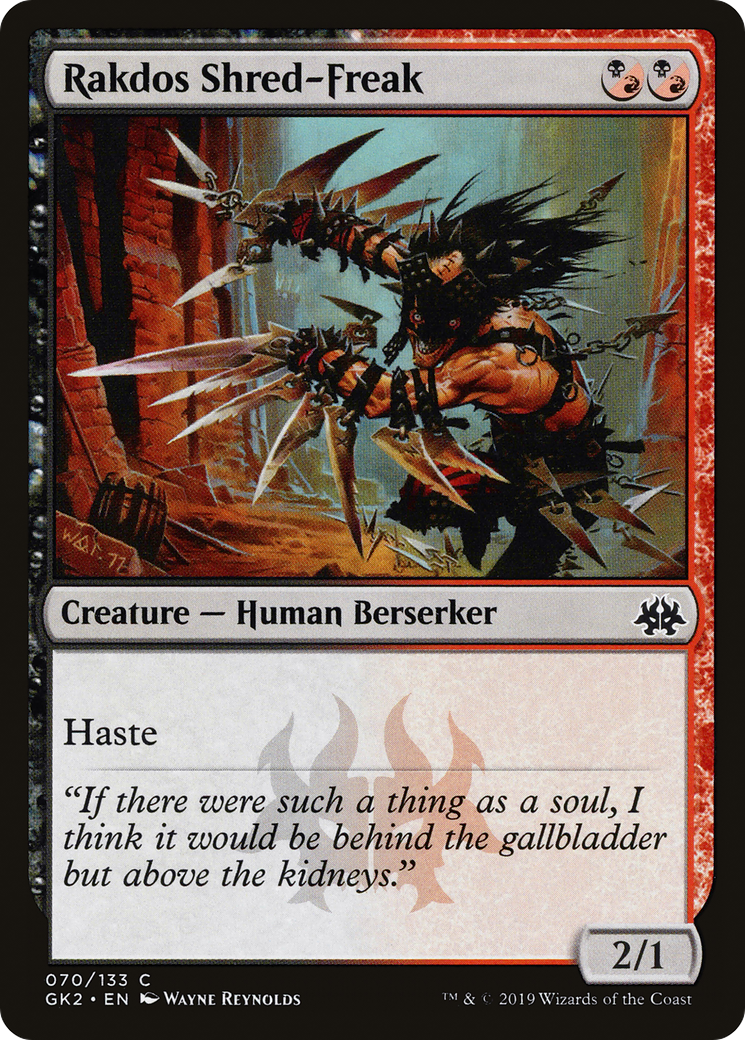 Rakdos Shred-Freak
WAR·77
Creature — Human Berserker
Haste
“If there were such a thing as a soul, I
think it would be behind the gallbladder
but above the kidneys.”
2/1
070/133 C
GK2 • EN Wayne Reynolds
™ & © 2019 Wizards of the Coast